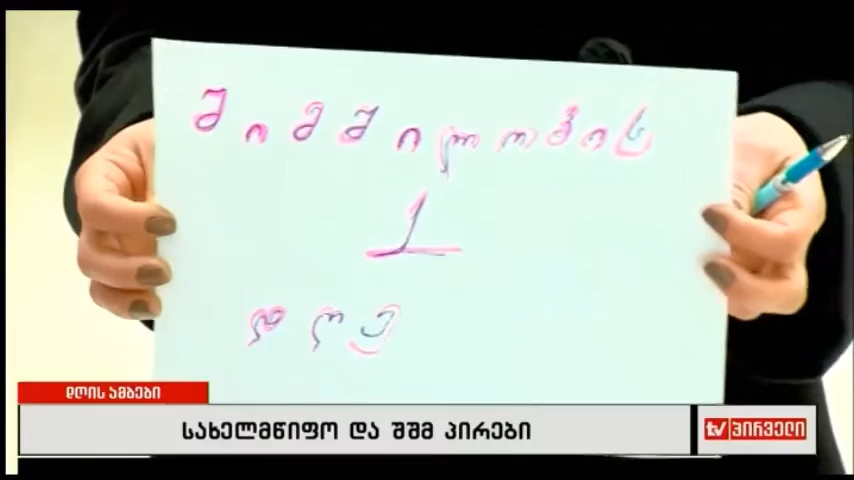 შიმშილობის
1
დღე
დღის ამბები
სახელმწიფო და შშმ პირები
tv პირველი